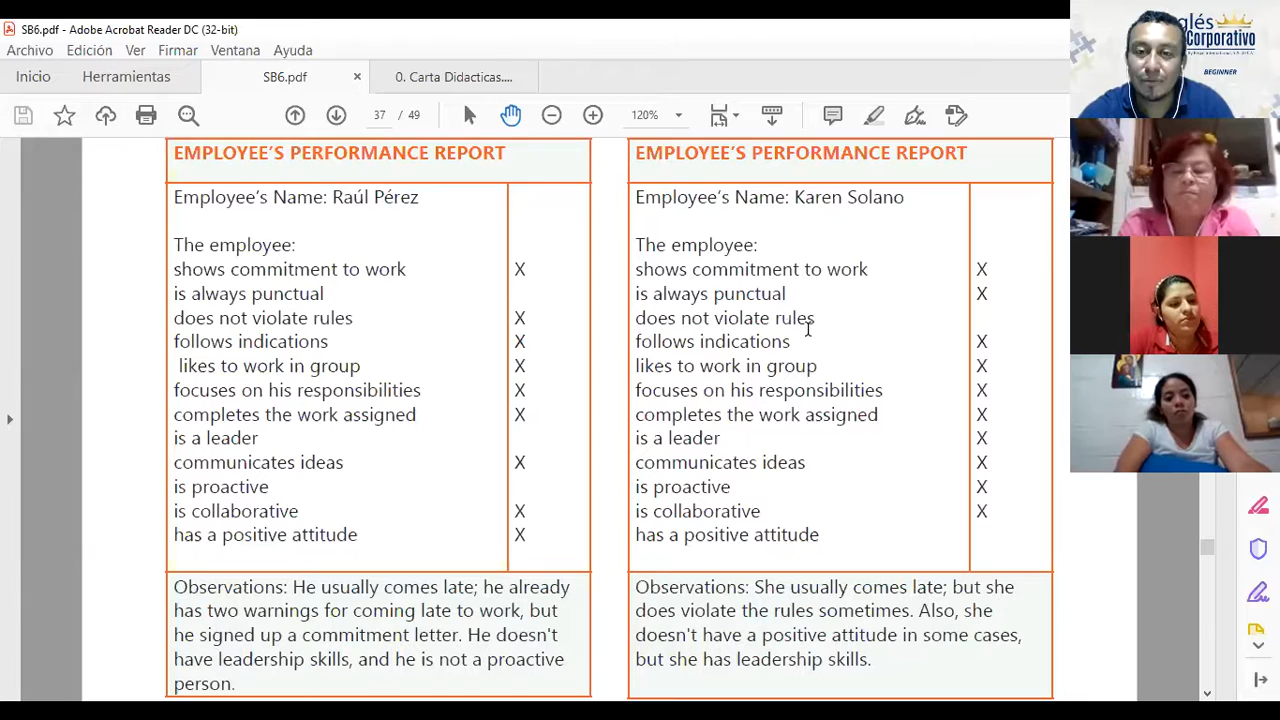 SB6.pdf - Adobe Acrobat Reader DC (32-bit)
Archivo Edición Ver Firmar Ventana Ayuda
Inicio Herramientas SB6.pdf × 0. Carta Didacticas....
37 / 49 120%
EMPLOYEE'S PERFORMANCE REPORT
Employee's Name: Raúl Pérez
The employee:
shows commitment to work X
is always punctual
does not violate rules X
follows indications X
likes to work in group X
focuses on his responsibilities X
completes the work assigned X
is a leader
communicates ideas X
is proactive
is collaborative X
has a positive attitude X
Observations: He usually comes late; he already
has two warnings for coming late to work, but
he signed up a commitment letter. He doesn't
have leadership skills, and he is not a proactive
person.
EMPLOYEE'S PERFORMANCE REPORT
Employee's Name: Karen Solano
The employee:
shows commitment to work X
is always punctual X
does not violate rules
follows indications X
likes to work in group X
focuses on his responsibilities X
completes the work assigned X
is a leader X
communicates ideas X
is proactive X
is collaborative X
has a positive attitude
Observations: She usually comes late; but she
does violate the rules sometimes. Also, she
doesn't have a positive attitude in some cases,
but she has leadership skills.
glés
Corporativo
BEGINNER